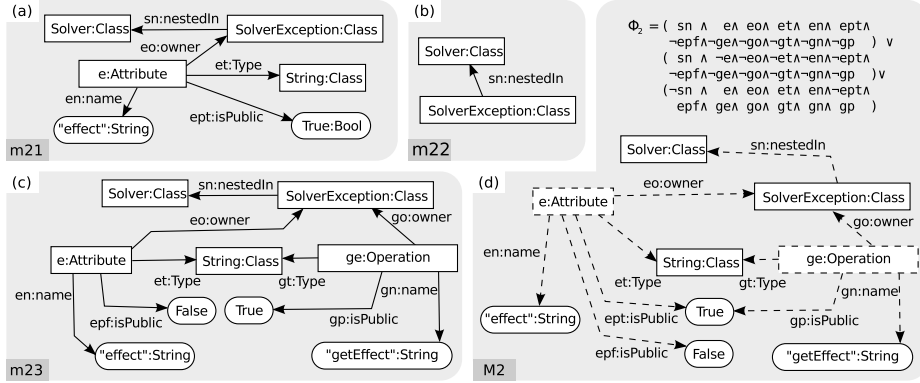 (a)
Solver:Class
sn:nestedIn
SolverException:Class
eo:owner
e:Attribute
et:Type
String:Class
en:name
ept:isPublic
"effect":String
True:Bool
m21
(b)
Solver:Class
sn:nestedIn
SolverException:Class
m22
Φ2 =( sn ∧ e∧ eo∧ et∧ en∧ ept∧
¬epf∧¬ge∧¬go∧¬gt∧¬gn∧¬gp ) ∨
( sn ∧ ¬e∧¬eo∧¬et∧¬en∧¬ept∧
¬epf∧¬ge∧¬go∧¬gt∧¬gn∧¬gp )∨
(¬sn ∧ e∧ eo∧ et∧ en∧¬ept∧
epf∧ ge∧ go∧ gt∧ gn∧ gp )
(c)
Solver:Class
sn:nestedIn
SolverException:Class
eo:owner
go:owner
e:Attribute
String:Class
ge:Operation
et:Type
gt:Type
en:name
gn:name
epf:isPublic
False
True
gp:isPublic
"effect":String
"getEffect":String
m23
(d)
Solver:Class
sn:nestedIn
eo:owner
SolverException:Class
e:Attribute
go:owner
en:name
String:Class
ge:Operation
et:Type
gt:Type
gn:name
"effect":String
ept:isPublic
True
gp:isPublic
epf:isPublic
False
"getEffect":String
M2